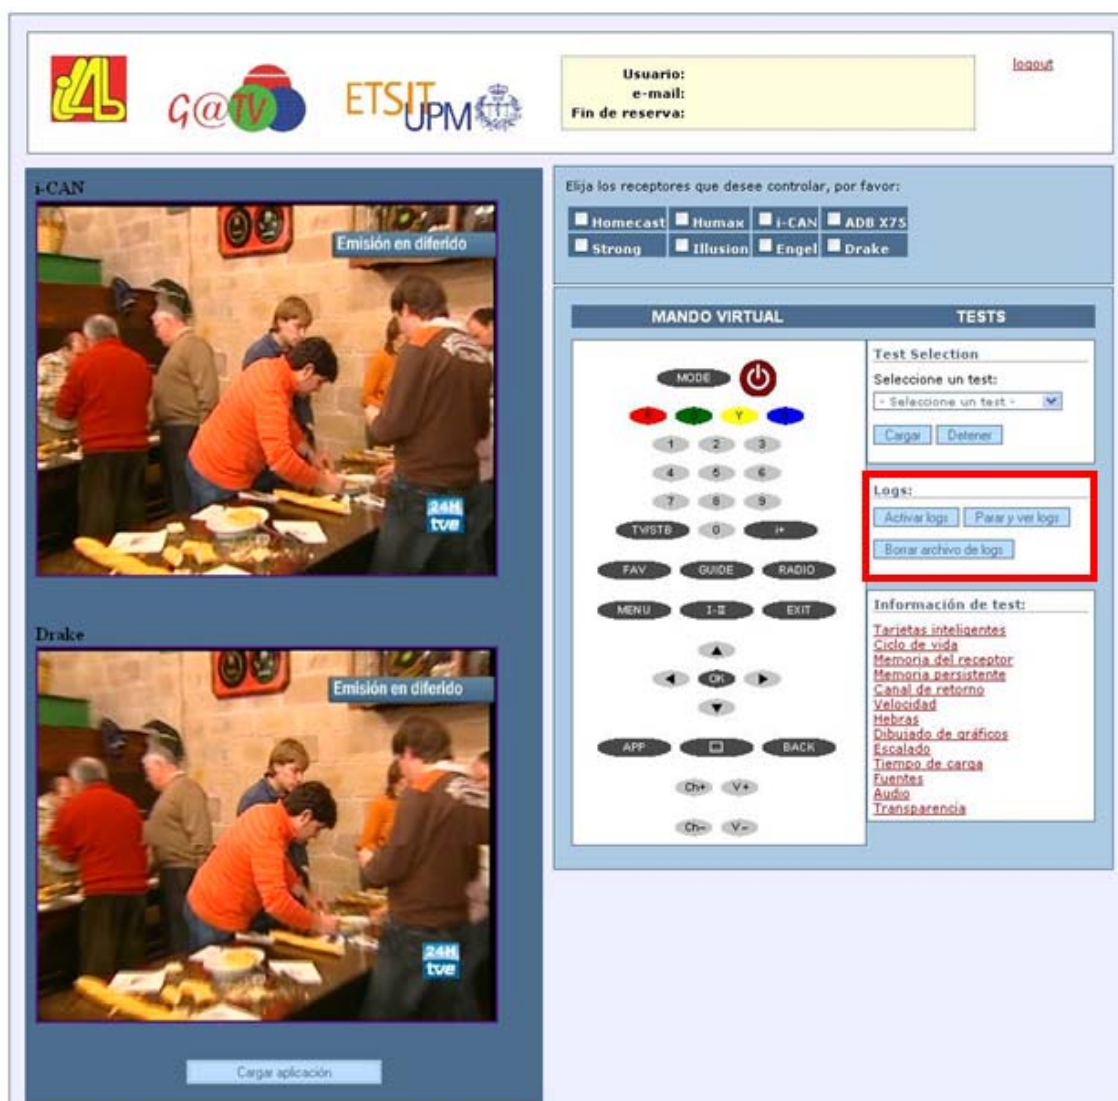 iLAb
G@TV
ETSIT
UPM
Usuario:
e-mail:
Fin de reserva:
logout
i-CAN
Emisión en diferido
24H
tve
Drake
Emisión en diferido
24H
tve
Cargar aplicación
Elija los receptores que desee controlar, por favor:
Homecast Humax i-CAN ADB X75
Strong Illusion Engel Drake
MANDO VIRTUAL TESTS
MODE
Y
1 2 3
4 5 6
7 8 9
TV/STB 0 i+
FAV GUIDE RADIO
MENU I-II EXIT
OK
APP BACK
Ch+ V+
Ch- V-
Test Selection
Seleccione un test:
- Seleccione un test -
Cargar Detener
Logs:
Activar logs Parar y ver logs
Borrar archivo de logs
Información de test:
Tarjetas inteligentes
Ciclo de vida
Memoria del receptor
Memoria persistente
Canal de retorno
Velocidad
Hebras
Dibujado de gráficos
Escalado
Tiempo de carga
Fuentes
Audio
Transparencia